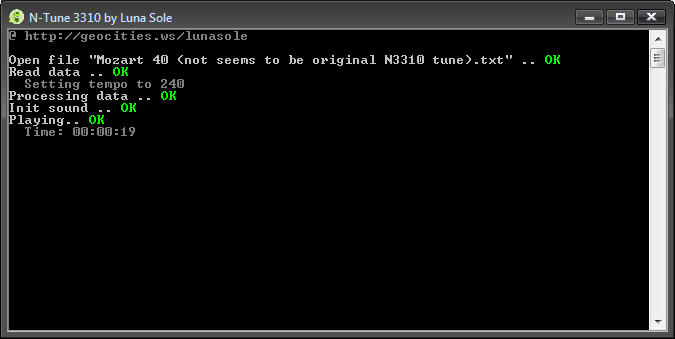 N-Tune 3310 by Luna Sole
@ http://geocities.ws/lunasole
Open file "Mozart 40 (not seems to be original N3310 tune).txt" .. OK
Read data .. OK
Setting tempo to 240
Processing data .. OK
Init sound .. OK
Playing.. OK
Time: 00:00:19